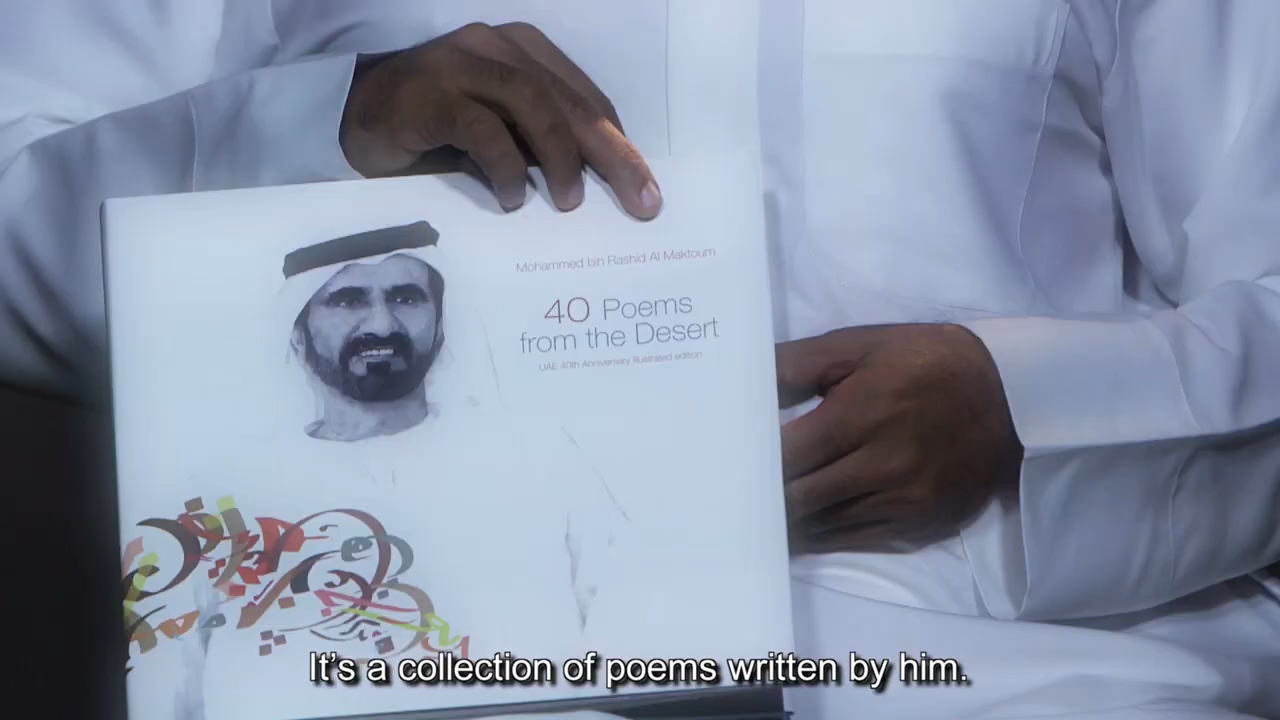 Mohammed bin Rashid Al Maktoum
40 Poems
from the Desert
UAE 40th Anniversary illustrated edition
It's a collection of poems written by him.